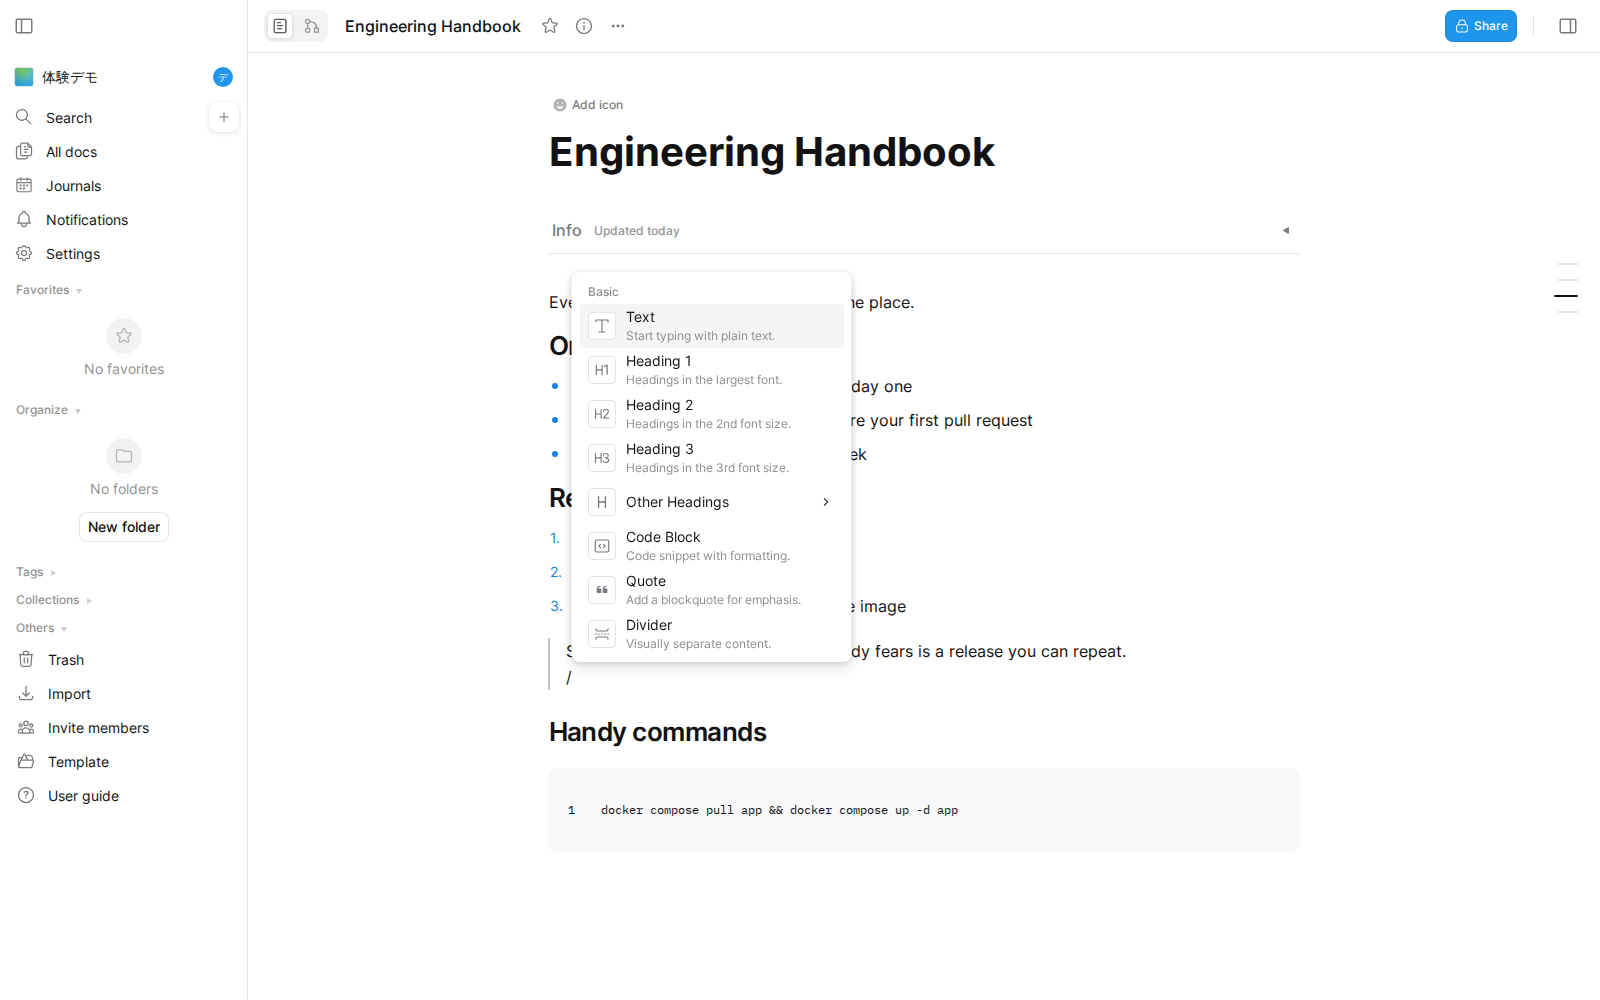 体験デモ
デ
Search
All docs
Journals
Notifications
Settings
Favorites
No favorites
Organize
No folders
New folder
Tags
Collections
Others
Trash
Import
Invite members
Template
User guide
Engineering Handbook
Share
Add icon
Engineering Handbook
Info Updated today
place.
day one
your first pull request
Basic
Text
Start typing with plain text.
H1 Heading 1
Headings in the largest font.
H2 Heading 2
Headings in the 2nd font size.
H3 Heading 3
Headings in the 3rd font size.
H Other Headings
Code Block
Code snippet with formatting.
Quote
Add a blockquote for emphasis.
Divider
Visually separate content.
1.
2.
3. image
fears is a release you can repeat.
/
Handy commands
1 docker compose pull app && docker compose up -d app